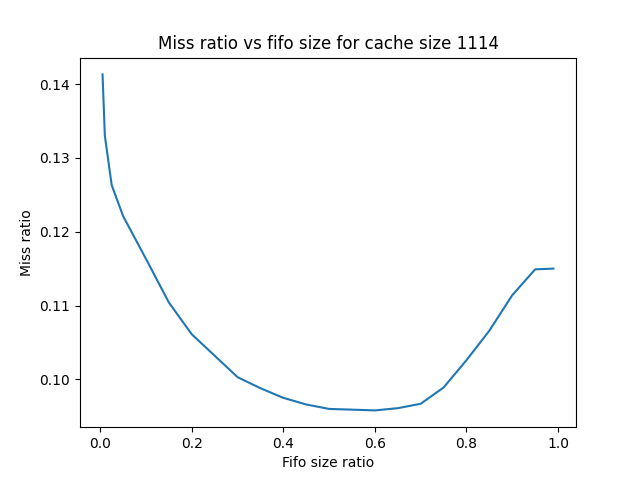 Miss ratio vs fifo size for cache size 1114
0.14
0.13
0.12
0.11
0.10
Miss ratio
0.0 0.2 0.4 0.6 0.8 1.0
Fifo size ratio